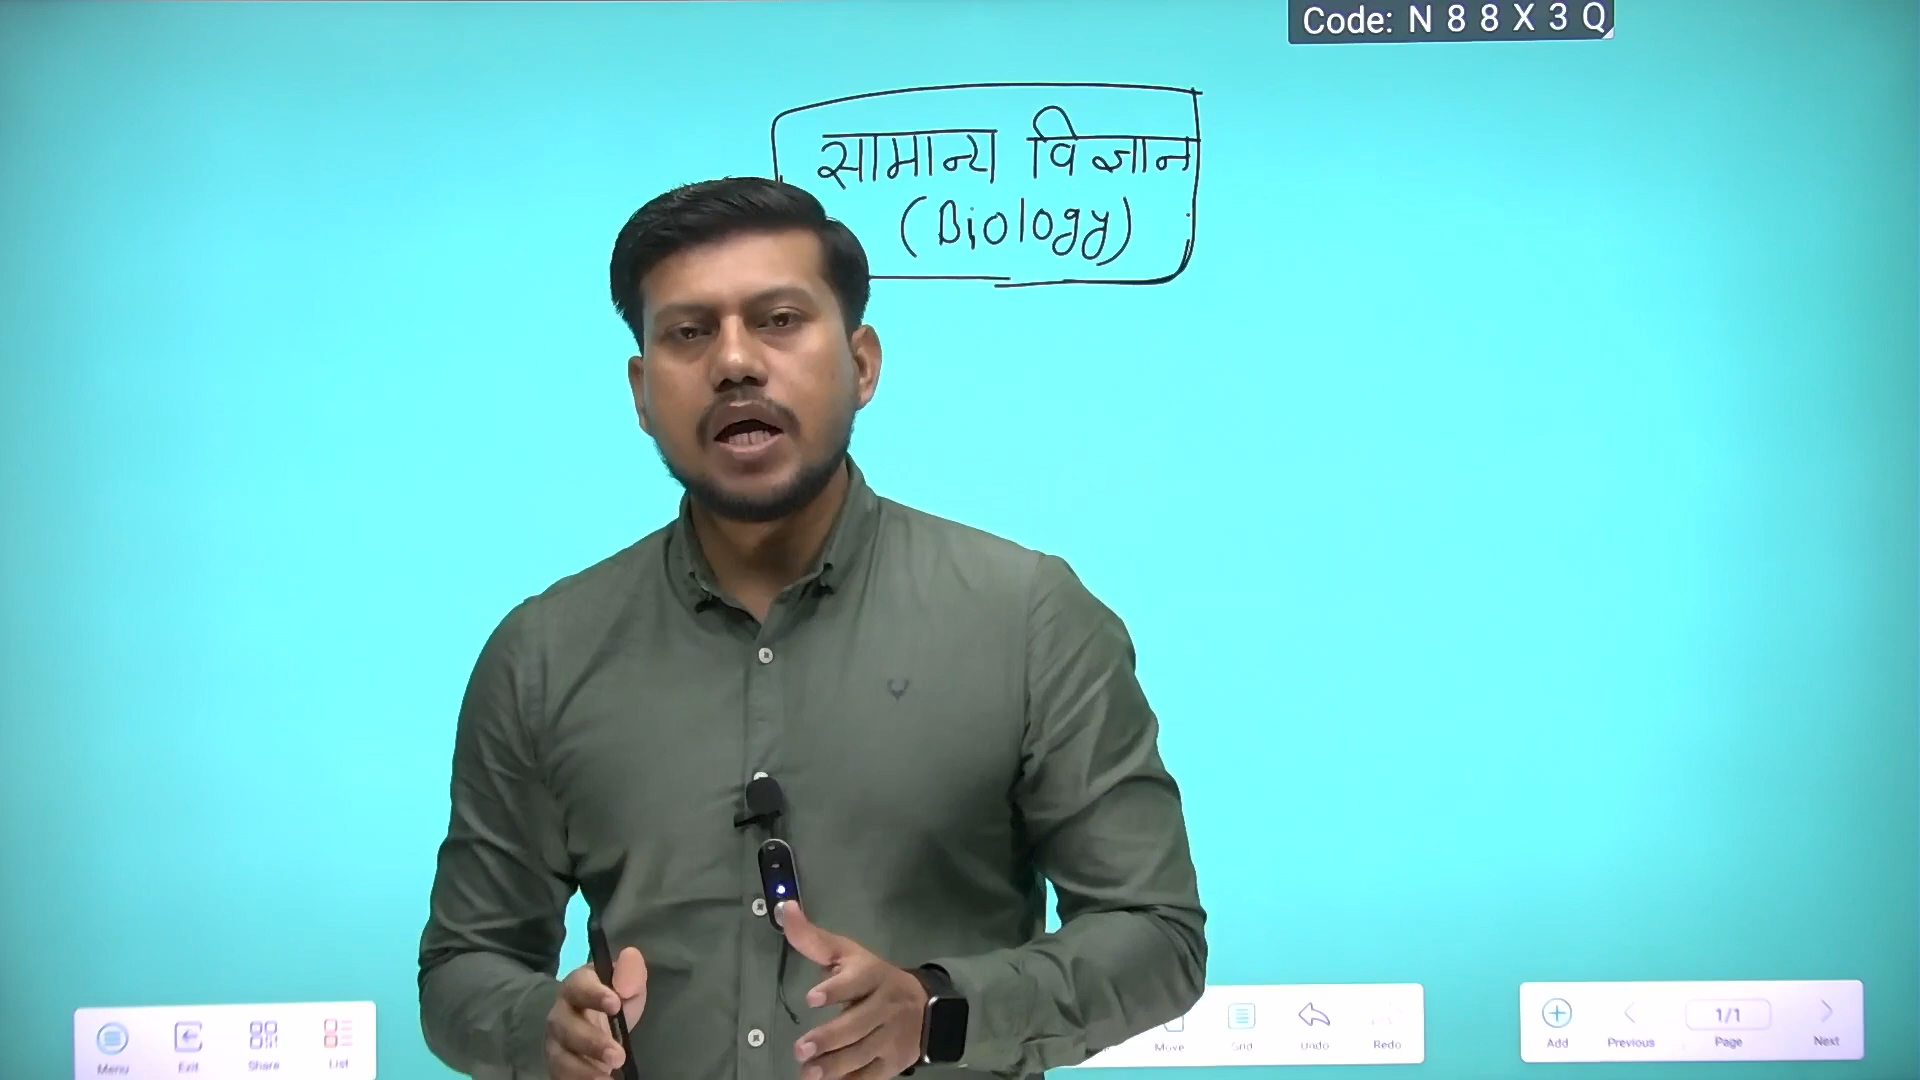 Code: N 8 8 X 3 Q
सामान्य विज्ञान
(Biology)
Menu
Exit
Share
List
Move
Grid
Undo
Redo
Add
Previous
1/1
Page
Next